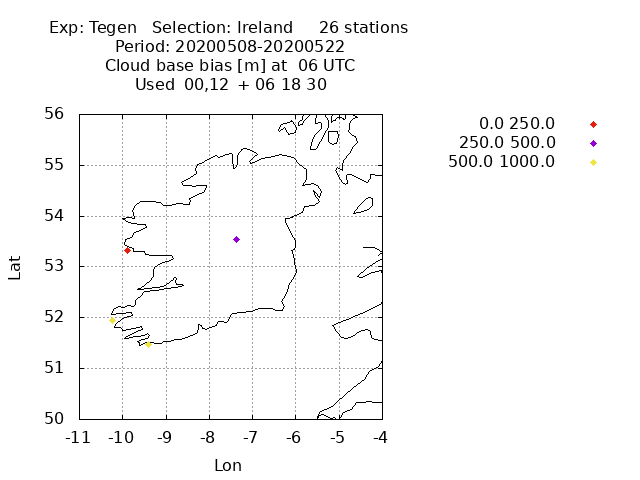 Exp: Tegen   Selection: Ireland     26 stations
Period: 20200508-20200522
Cloud base bias [m] at  06 UTC
Used  00,12  + 06 18 30
0.0 250.0
250.0 500.0
500.0 1000.0
56
55
54
53
52
51
50
Lat
-11 -10 -9 -8 -7 -6 -5 -4
Lon